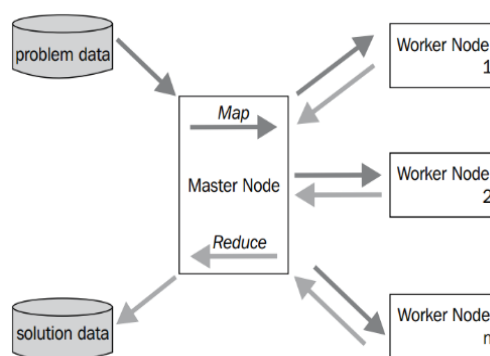 problem data
Map
Master Node
Reduce
solution data
Worker Node
1
Worker Node
2
Worker Node
n